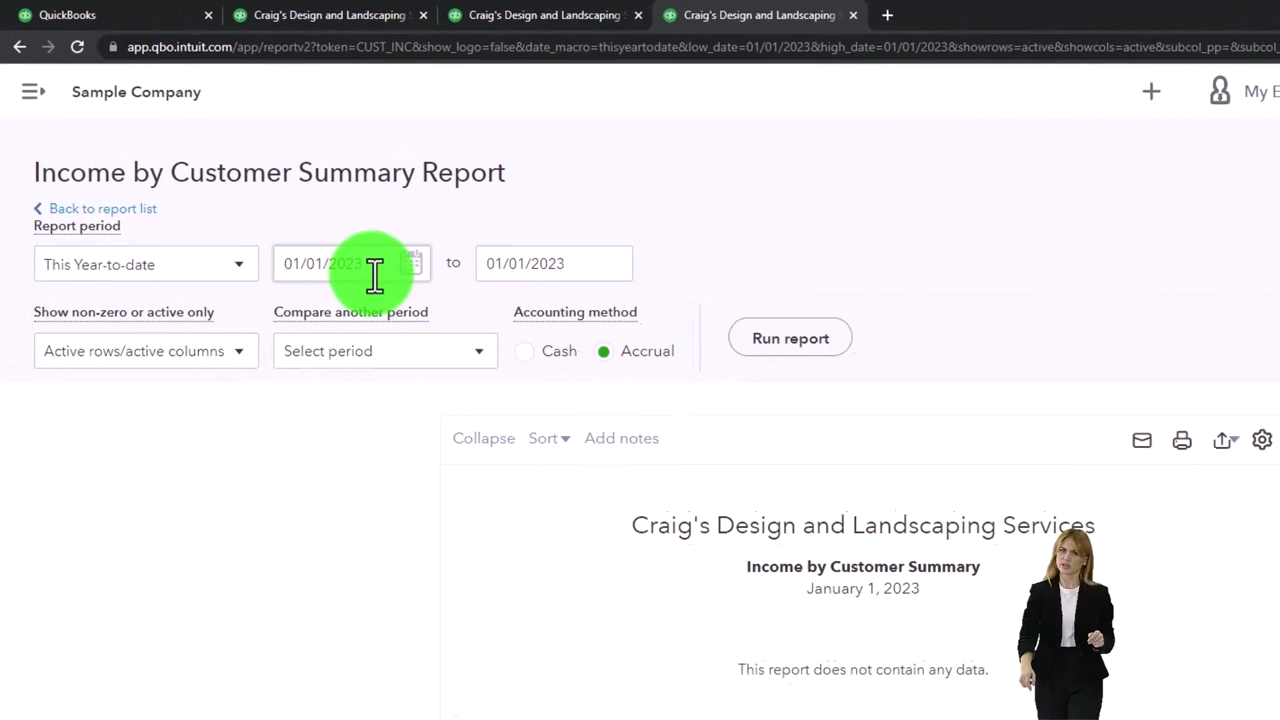 QuickBooks
Craig's Design and Landscaping
Craig's Design and Landscaping
Craig's Design and Landscaping
app.qbo.intuit.com/app/reportv2?token=CUST_INC&show_logo=false&date_macro=thisyeartodate&low_date=01/01/2023&high_date=01/01/2023&showrows=active&showcols=active&subcol_pp=&subcol_
Sample Company
My E
Income by Customer Summary Report
Back to report list
Report period
This Year-to-date 01/01/2023 to 01/01/2023
Show non-zero or active only Compare another period Accounting method
Active rows/active columns Select period Cash Accrual Run report
Collapse Sort Add notes
Craig's Design and Landscaping Services
Income by Customer Summary
January 1, 2023
This report does not contain any data.